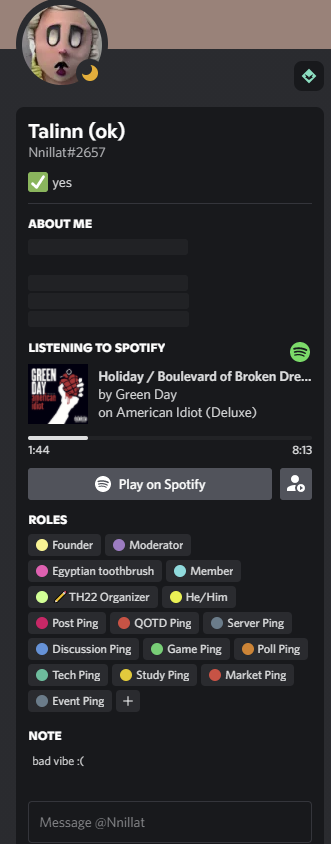 Talinn (ok)
Nnillat#2657
yes
ABOUT ME
LISTENING TO SPOTIFY
GREEN DAY
american idiot
Holiday / Boulevard of Broken Dre...
by Green Day
on American Idiot (Deluxe)
1:44 8:13
Play on Spotify
ROLES
Founder Moderator
Egyptian toothbrush Member
TH22 Organizer He/Him
Post Ping QOTD Ping Server Ping
Discussion Ping Game Ping Poll Ping
Tech Ping Study Ping Market Ping
Event Ping +
NOTE
bad vibe :(
Message @Nnillat